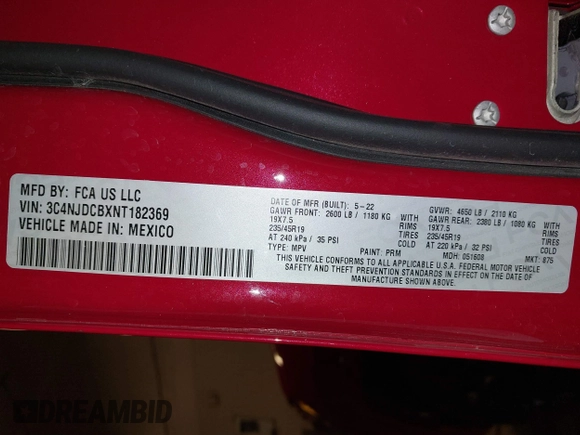 MFD BY: FCA US LLC
VIN: 3C4NJDCBXNT182369
VEHICLE MADE IN: MEXICO
DATE OF MFR (BUILT): 5-22 GVWR: 4650 LB / 2110 KG
GAWR FRONT: 2600 LB / 1180 KG WITH GAWR REAR: 2380 LB / 1080 KG WITH
19X7.5 RIMS 19X7.5 RIMS
235/45R19 TIRES 235/45R19 TIRES
AT 240 kPa / 35 PSI COLD AT 220 kPa / 32 PSI COLD
TYPE: MPV PAINT: PRM MDH: 051608 MKT: 875
THIS VEHICLE CONFORMS TO ALL APPLICABLE U.S.A. FEDERAL MOTOR VEHICLE
SAFETY AND THEFT PREVENTION STANDARDS IN EFFECT ON THE DATE OF
MANUFACTURE SHOWN ABOVE.
DREAMBID